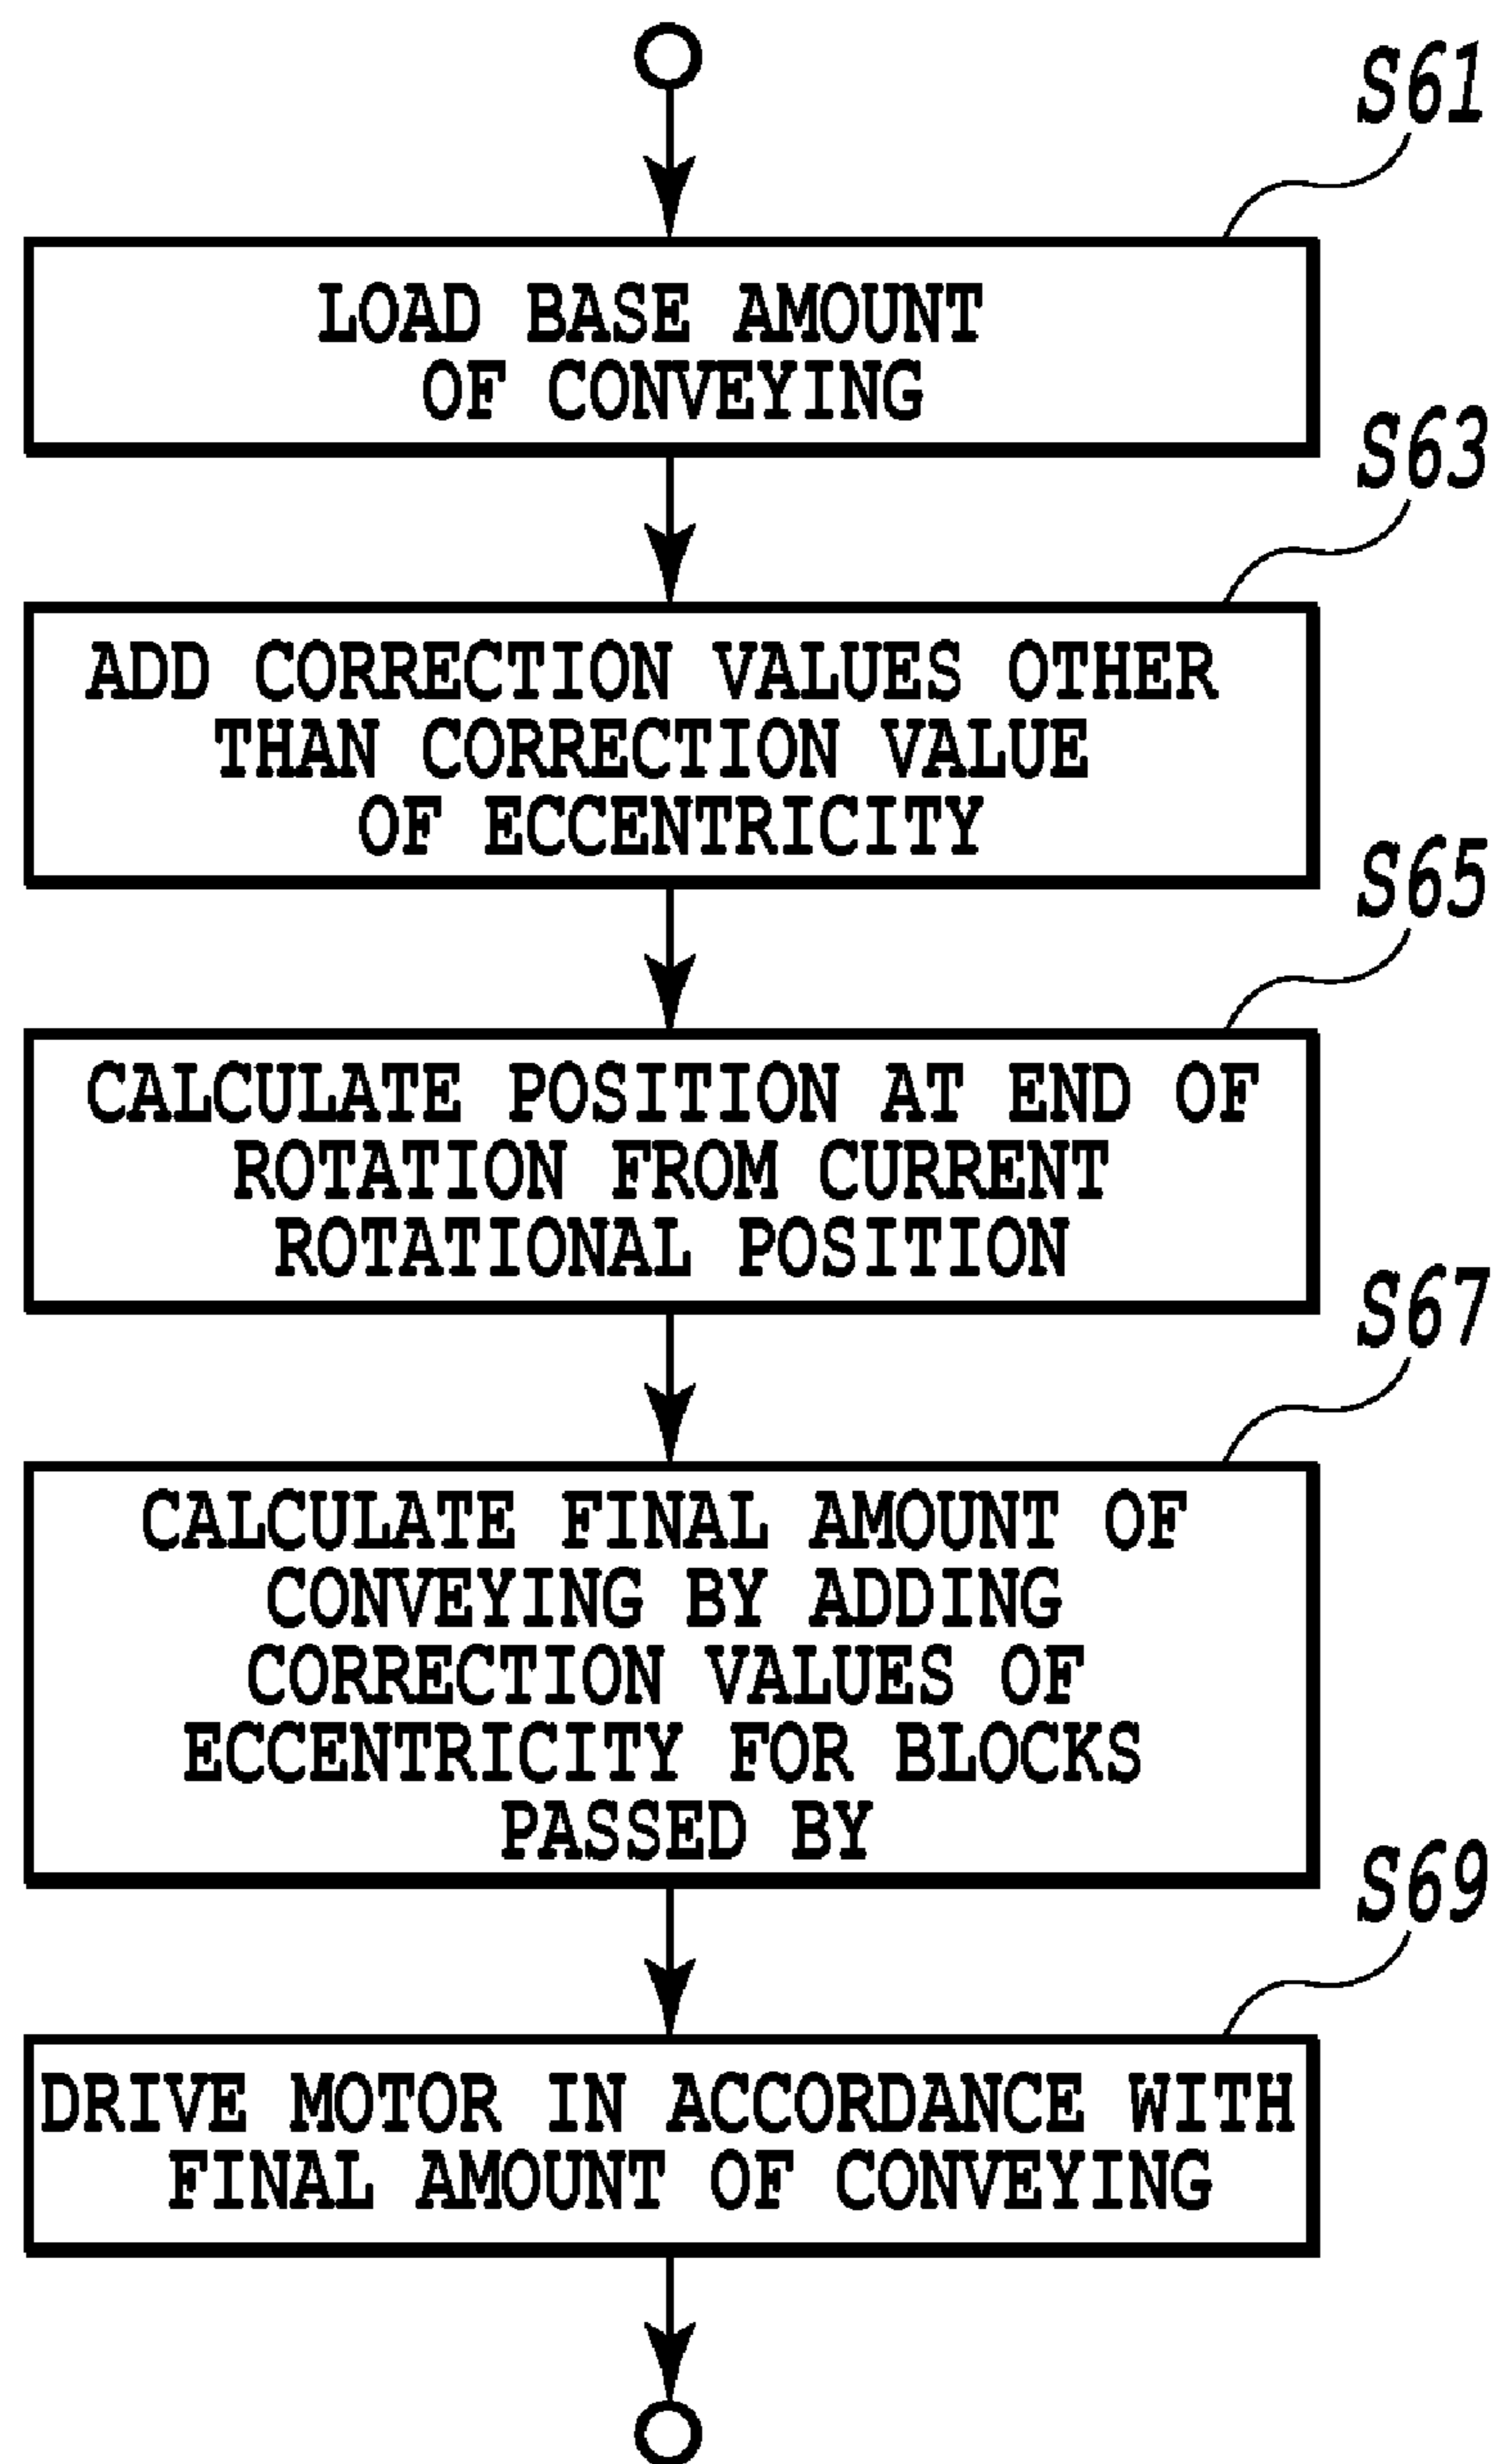 S61
LOAD BASE AMOUNT
OF CONVEYING
S63
ADD CORRECTION VALUES OTHER
THAN CORRECTION VALUE
OF ECCENTRICITY
S65
CALCULATE POSITION AT END OF
ROTATION FROM CURRENT
ROTATIONAL POSITION
S67
CALCULATE FINAL AMOUNT OF
CONVEYING BY ADDING
CORRECTION VALUES OF
ECCENTRICITY FOR BLOCKS
PASSED BY
S69
DRIVE MOTOR IN ACCORDANCE WITH
FINAL AMOUNT OF CONVEYING